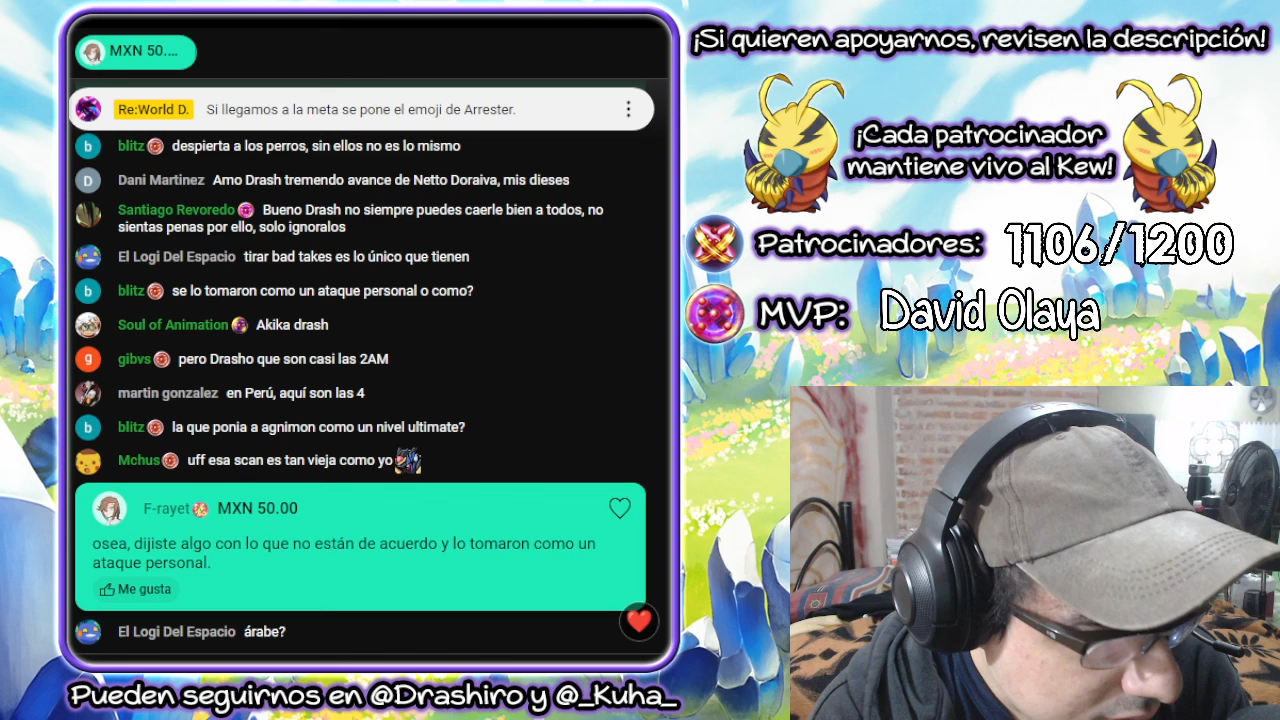 MXN 50....
Re:World D. Si llegamos a la meta se pone el emoji de Arrester.
b blitz despierta a los perros, sin ellos no es lo mismo
D Dani Martinez Amo Drash tremendo avance de Netto Doraiva, mis dieses
Santiago Revoredo Bueno Drash no siempre puedes caerle bien a todos, no
sientas penas por ello, solo ignoralos
El Logi Del Espacio tirar bad takes es lo único que tienen
b blitz se lo tomaron como un ataque personal o como?
Soul of Animation Akika drash
g gibvs pero Drasho que son casi las 2AM
martin gonzalez en Perú, aquí son las 4
b blitz la que ponia a agnimon como un nivel ultimate?
Mchus uff esa scan es tan vieja como yo
F-rayet MXN 50.00
osea, dijiste algo con lo que no están de acuerdo y lo tomaron como un
ataque personal.
Me gusta
El Logi Del Espacio árabe?
Pueden seguirnos en @Drashiro y @_Kuha_
¡Si quieren apoyarnos, revisen la descripción!
¡Cada patrocinador
mantiene vivo al Kew!
Patrocinadores: 1106/1200
MVP: David Olaya